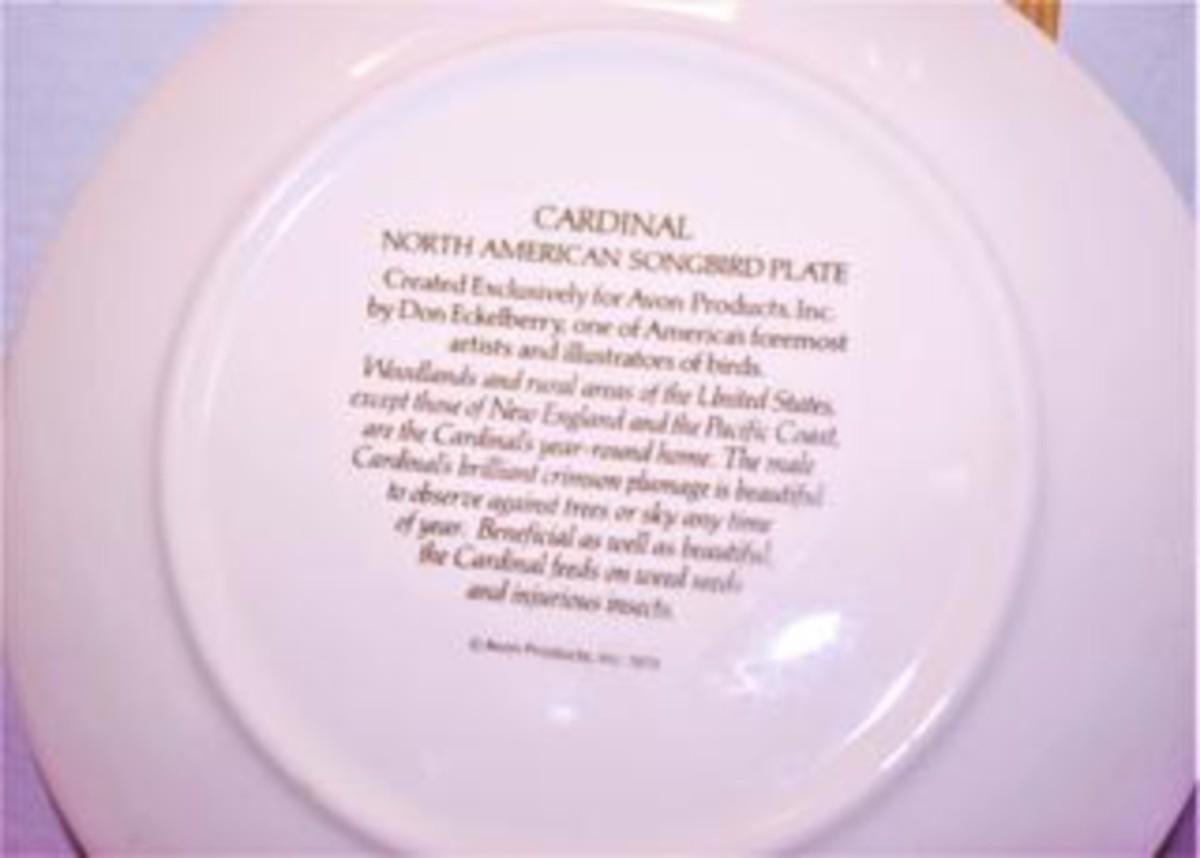 CARDINAL
NORTH AMERICAN SONGBIRD PLATE
Created Exclusively for Avon Products, Inc.
by Don Eckelberry, one of America's foremost
artists and illustrators of birds.
Woodlands and rural areas of the United States,
except those of New England and the Pacific Coast,
are the Cardinal's year-round home. The male
Cardinal's brilliant crimson plumage is beautiful
to observe against trees or sky any time
of year. Beneficial as well as beautiful,
the Cardinal feeds on weed seeds
and injurious insects.
© Avon Products, Inc.